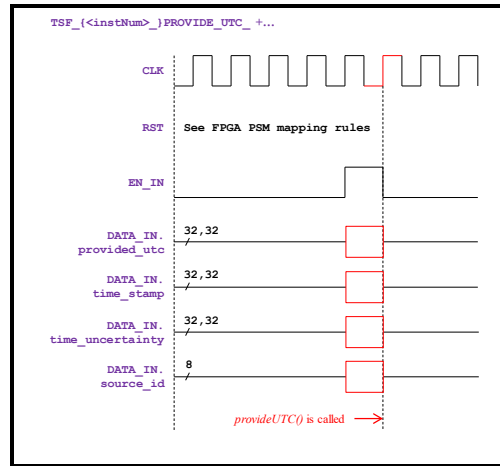 TSF_{<instNum>_}PROVIDE_UTC_ +...
CLK
RST See FPGA PSM mapping rules
EN_IN
32,32
DATA_IN.
provided_utc
32,32
DATA_IN.
time_stamp
32,32
DATA_IN.
time_uncertainty
8
DATA_IN.
source_id
provideUTC() is called